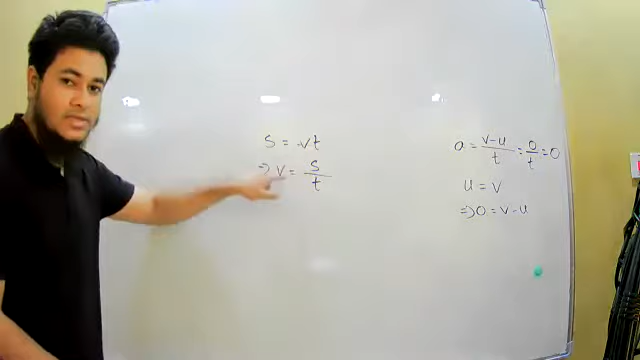 s = vt
⇒ v = s/t
a = (v-u)/t = 0/t = 0
u = v
⇒ 0 = v-u